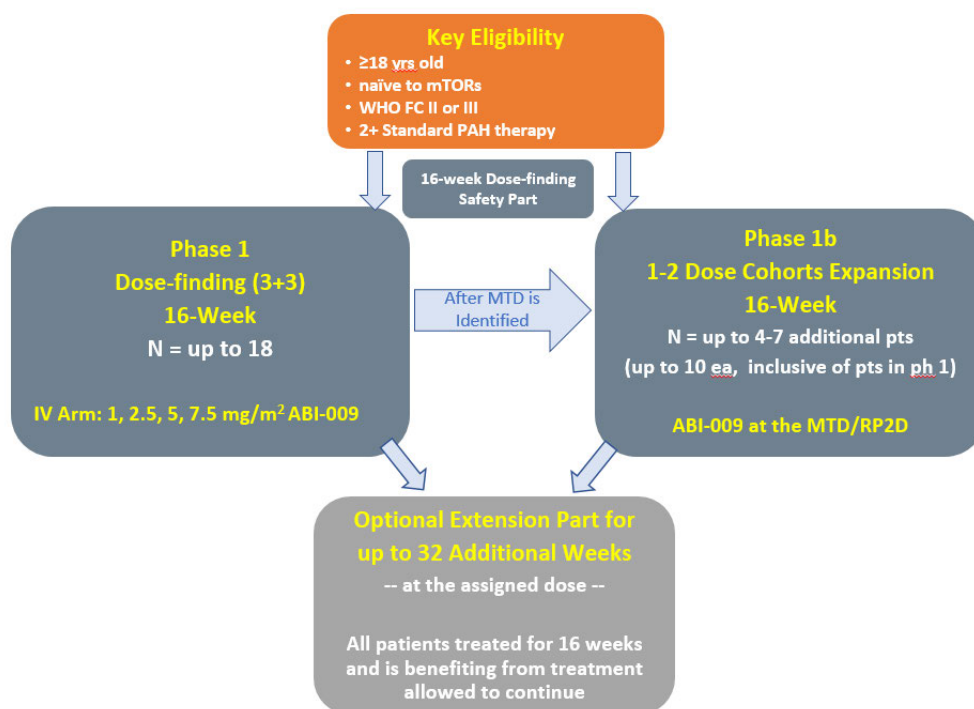 Key Eligibility
• ≥18 yrs old
• naïve to mTORs
• WHO FC II or III
• 2+ Standard PAH therapy
16-week Dose-finding
Safety Part
Phase 1
Dose-finding (3+3)
16-Week
N = up to 18
IV Arm: 1, 2.5, 5, 7.5 mg/m² ABI-009
After MTD is
Identified
Phase 1b
1-2 Dose Cohorts Expansion
16-Week
N = up to 4-7 additional pts
(up to 10 ea, inclusive of pts in ph 1)
ABI-009 at the MTD/RP2D
Optional Extension Part for
up to 32 Additional Weeks
-- at the assigned dose --
All patients treated for 16 weeks
and is benefiting from treatment
allowed to continue